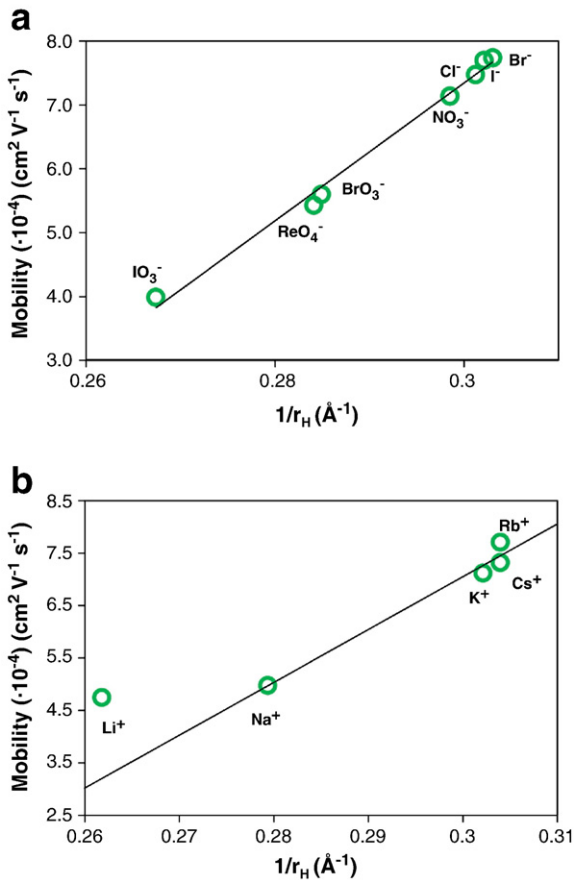 a
Mobility (·10⁻⁴) (cm² V⁻¹ s⁻¹)
8.0
7.0
6.0
5.0
4.0
3.0
Cl⁻
Br⁻
I⁻
NO₃⁻
BrO₃⁻
ReO₄⁻
IO₃⁻
0.26
0.28
0.3
1/r_H (Å⁻¹)
b
Mobility (·10⁻⁴) (cm² V⁻¹ s⁻¹)
8.5
7.5
6.5
5.5
4.5
3.5
2.5
Rb⁺
K⁺
Cs⁺
Na⁺
Li⁺
0.26
0.27
0.28
0.29
0.3
0.31
1/r_H (Å⁻¹)